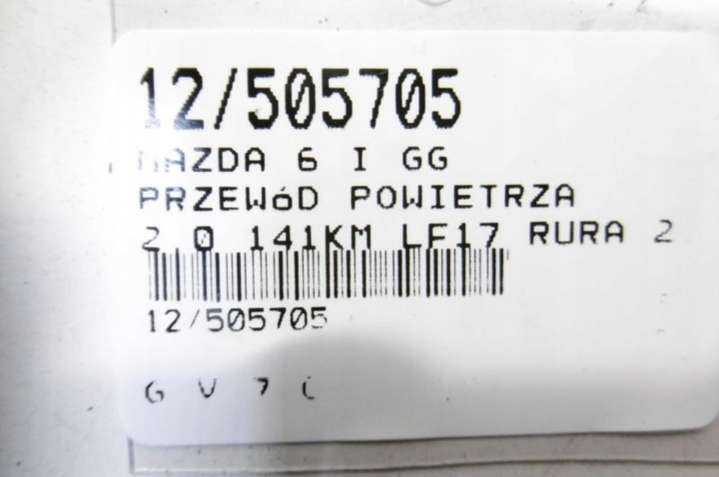 12/505705
MAZDA 6 I GG
PRZEWóD POWIETRZA
2.0 141KM LF17 RURA 2
12/505705